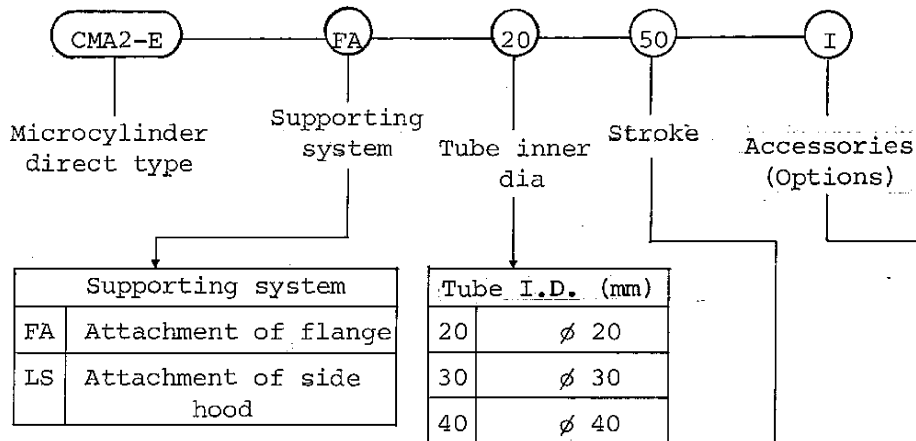 CMA2-E FA 20 50 I
Microcylinder
direct type
Supporting
system
Tube inner
dia
Stroke
Accessories
(Options)
Supporting system
FA Attachment of flange
LS Attachment of side
hood
Tube I.D. (mm)
20 ø 20
30 ø 30
40 ø 40